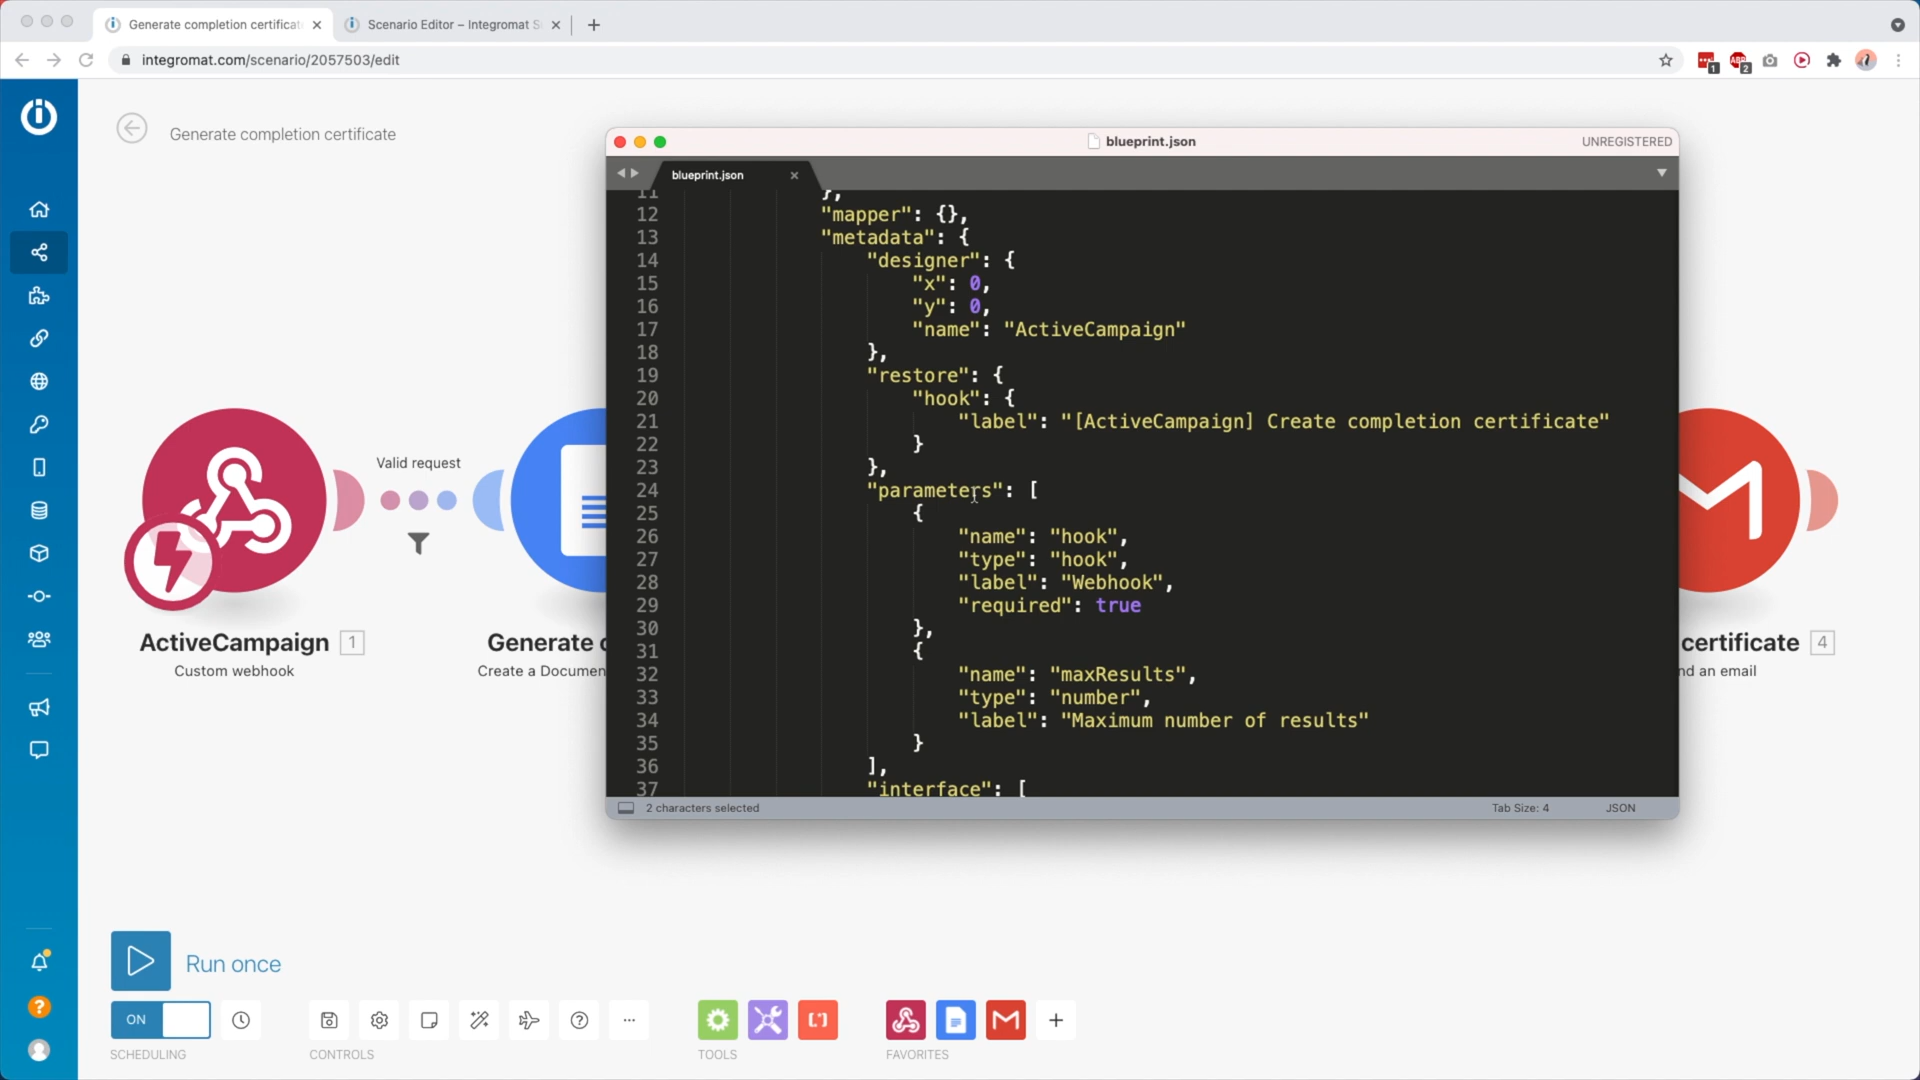 Generate completion certificat
Scenario Editor – Integromat S
integromat.com/scenario/2057503/edit
1
2
Generate completion certificate
blueprint.json
UNREGISTERED
blueprint.json
11 },
12 "mapper": {},
13 "metadata": {
14 "designer": {
15 "x": 0,
16 "y": 0,
17 "name": "ActiveCampaign"
18 },
19 "restore": {
20 "hook": {
21 "label": "[ActiveCampaign] Create completion certificate"
22 }
23 },
24 "parameters": [
25 {
26 "name": "hook",
27 "type": "hook",
28 "label": "Webhook",
29 "required": true
30 },
31 {
32 "name": "maxResults",
33 "type": "number",
34 "label": "Maximum number of results"
35 }
36 ],
37 "interface": [
2 characters selected
Tab Size: 4
JSON
Valid request
ActiveCampaign 1
Custom webhook
Generate c
Create a Documen
certificate 4
nd an email
Run once
ON
SCHEDULING
CONTROLS
TOOLS
FAVORITES